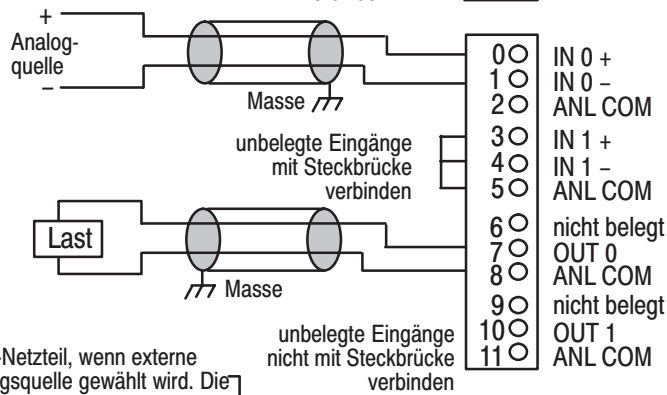 +
Analog-
quelle
–
Masse
unbelegte Eingänge
mit Steckbrücke
verbinden
Last
Masse
-Netzteil, wenn externe
gsquelle gewählt wird. Die
unbelegte Eingänge
nicht mit Steckbrücke
verbinden
0 IN 0 +
1 IN 0 –
2 ANL COM
3 IN 1 +
4 IN 1 –
5 ANL COM
6 nicht belegt
7 OUT 0
8 ANL COM
9 nicht belegt
10 OUT 1
11 ANL COM